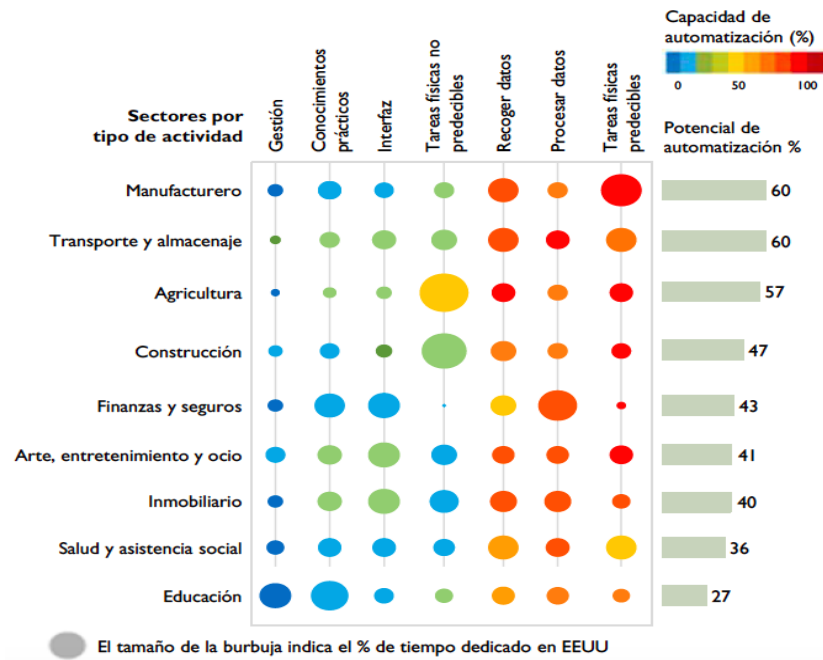 Capacidad de
automatización (%)
0 50 100
Sectores por
tipo de actividad
Gestión
Conocimientos
prácticos
Interfaz
Tareas físicas no
predecibles
Recoger datos
Procesar datos
Tareas físicas
predecibles
Potencial de
automatización %
Manufacturero 60
Transporte y almacenaje 60
Agricultura 57
Construcción 47
Finanzas y seguros 43
Arte, entretenimiento y ocio 41
Inmobiliario 40
Salud y asistencia social 36
Educación 27
El tamaño de la burbuja indica el % de tiempo dedicado en EEUU